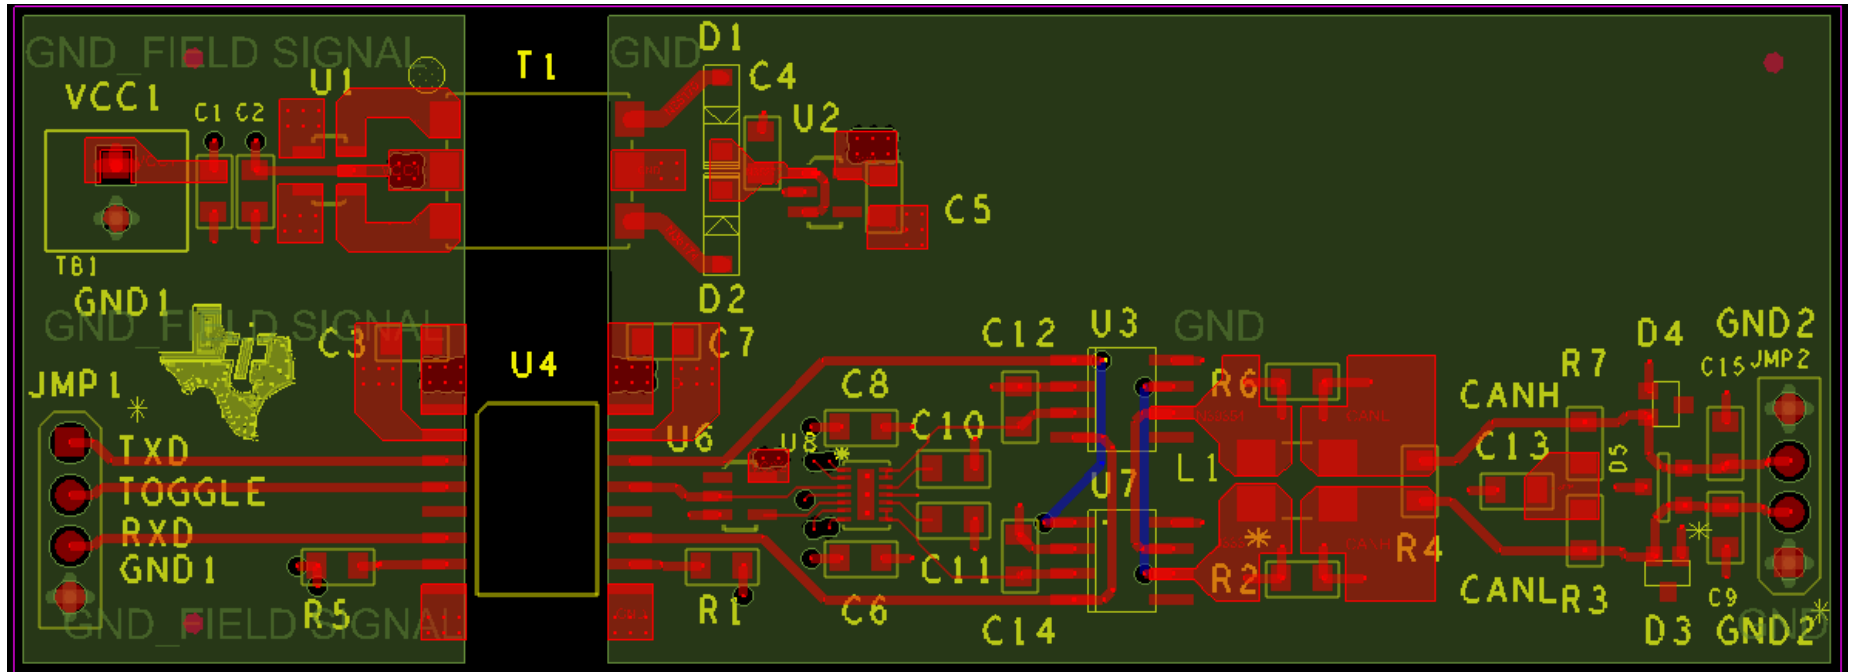 GND_FIELD SIGNAL
GND
D1
T1
C4
U1
VCC1
C1 C2
U2
C5
TB1
GND1
D2
GND_FIELD SIGNAL
GND
C3
C7
C12
U3
D4
GND2
U4
C15
JMP2
JMP1
C8
R6
R7
CANH
CANL
TXD
U6
U8
C10
L1
C13
D5
TOGGLE
U7
RXD
R4
GND1
C11
R2
R5
R1
C6
C14
CANH
CANL
R3
C9
GND_FIELD SIGNAL
D3
GND2
GND